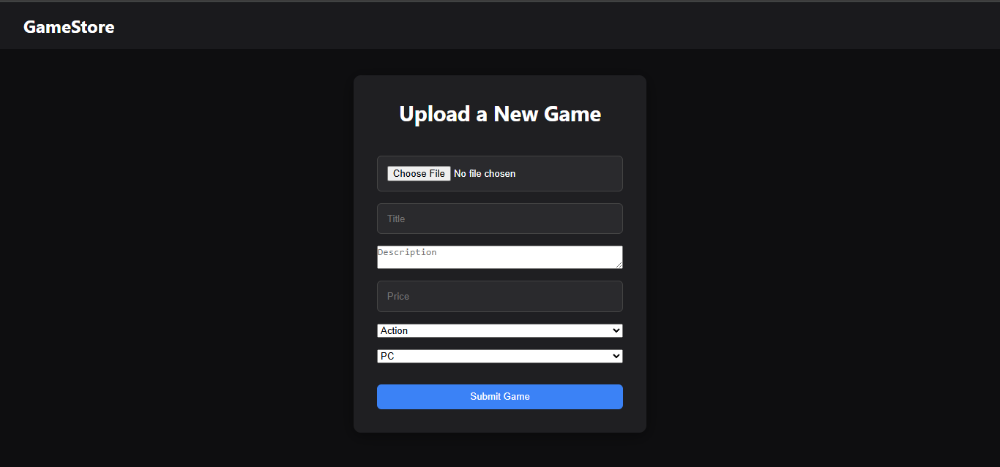 GameStore
Upload a New Game
Choose File No file chosen
Title
Description
Price
Action
PC
Submit Game